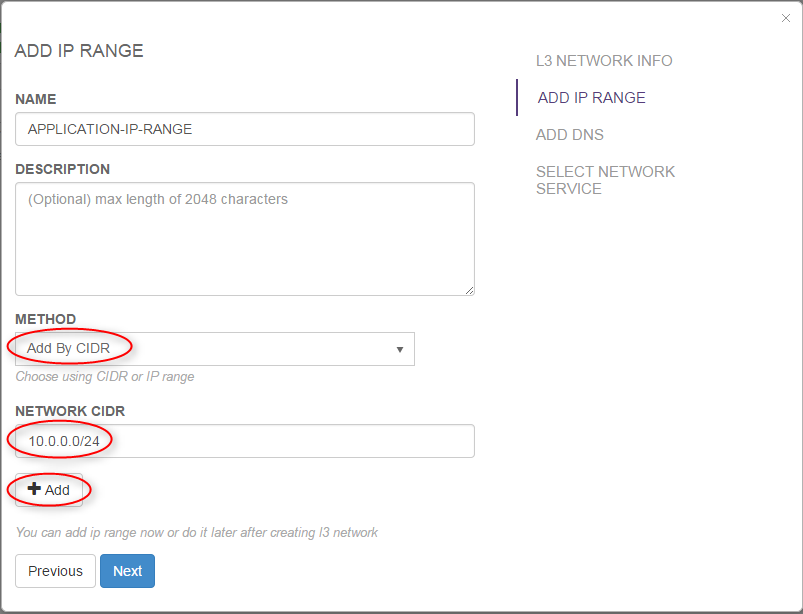 ×
ADD IP RANGE
NAME
APPLICATION-IP-RANGE
DESCRIPTION
(Optional) max length of 2048 characters
METHOD
Add By CIDR
Choose using CIDR or IP range
NETWORK CIDR
10.0.0.0/24
Add
You can add ip range now or do it later after creating l3 network
Previous
Next
L3 NETWORK INFO
ADD IP RANGE
ADD DNS
SELECT NETWORK
SERVICE